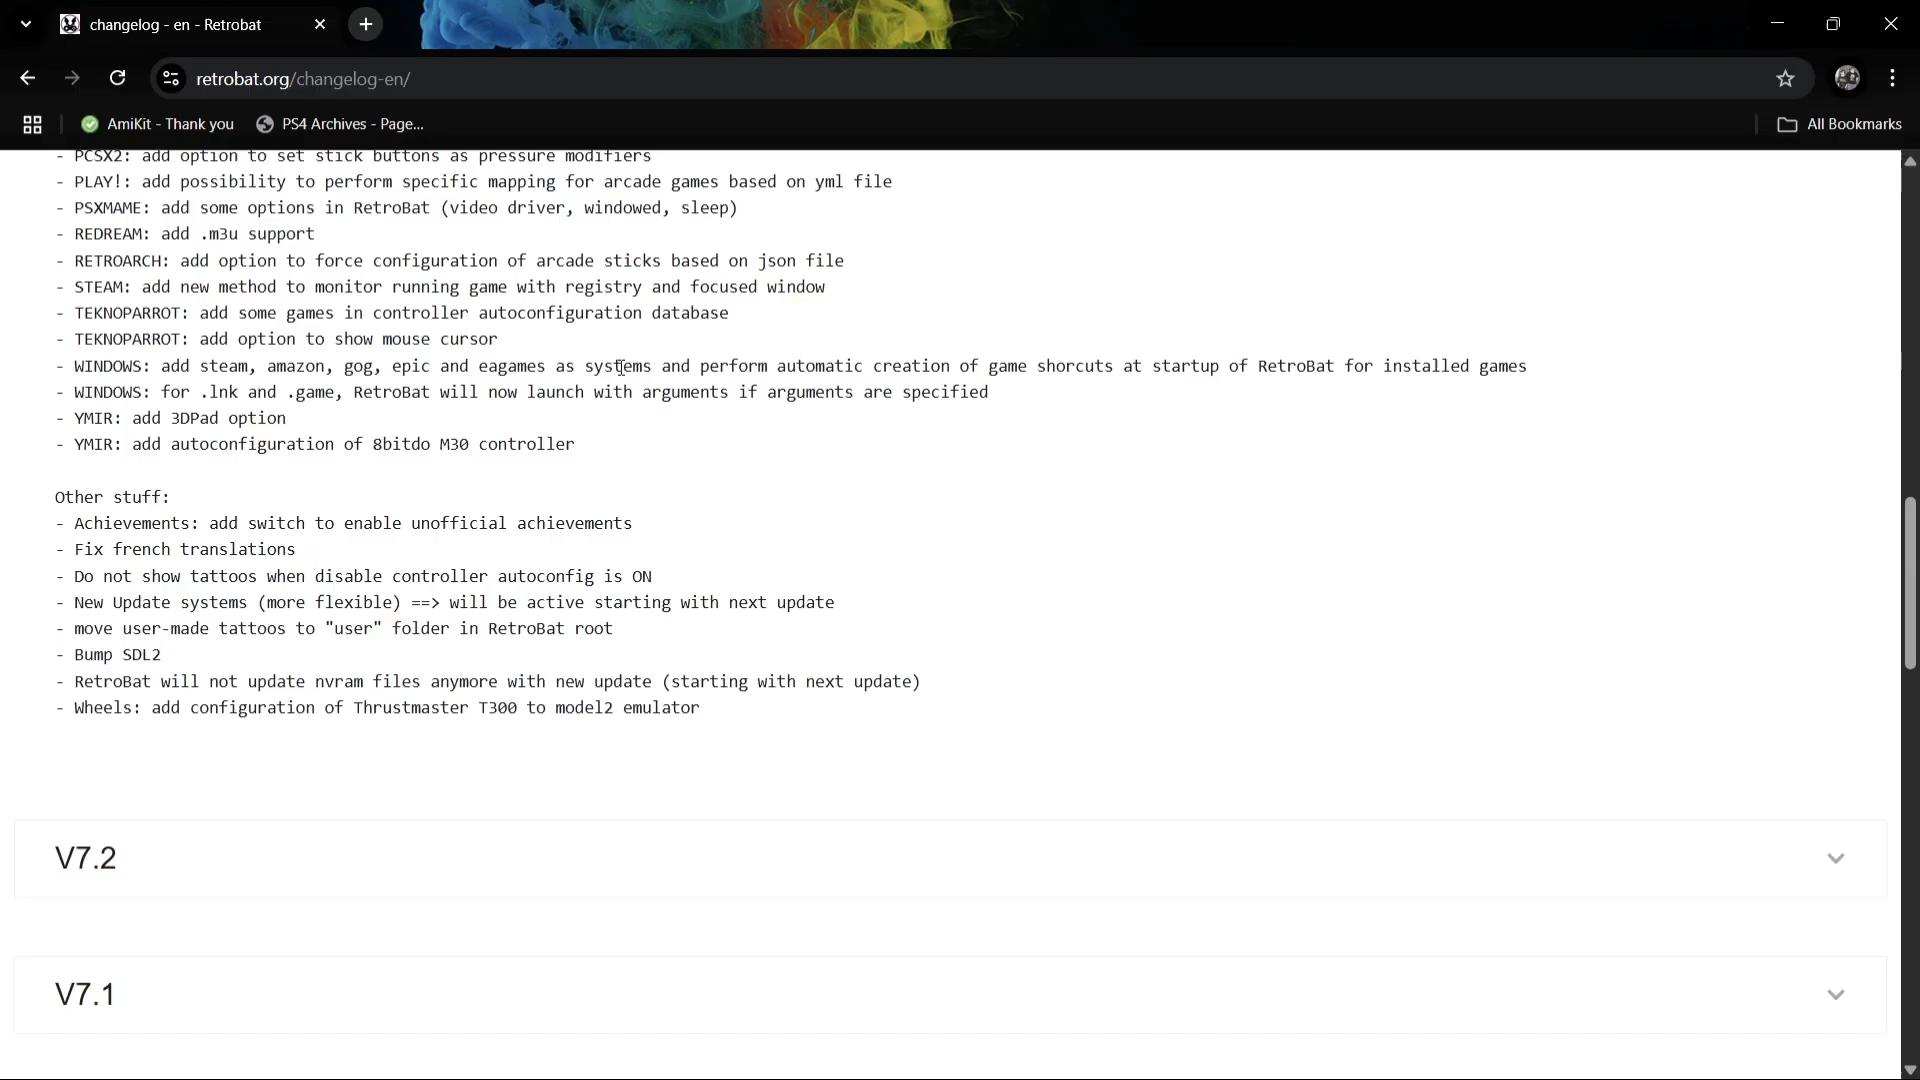 changelog - en - Retrobat
retrobat.org/changelog-en/
AmiKit - Thank you
PS4 Archives - Page...
All Bookmarks
- PCSX2: add option to set stick buttons as pressure modifiers
- PLAY!: add possibility to perform specific mapping for arcade games based on yml file
- PSXMAME: add some options in RetroBat (video driver, windowed, sleep)
- REDREAM: add .m3u support
- RETROARCH: add option to force configuration of arcade sticks based on json file
- STEAM: add new method to monitor running game with registry and focused window
- TEKNOPARROT: add some games in controller autoconfiguration database
- TEKNOPARROT: add option to show mouse cursor
- WINDOWS: add steam, amazon, gog, epic and eagames as systems and perform automatic creation of game shorcuts at startup of RetroBat for installed games
- WINDOWS: for .lnk and .game, RetroBat will now launch with arguments if arguments are specified
- YMIR: add 3DPad option
- YMIR: add autoconfiguration of 8bitdo M30 controller
Other stuff:
- Achievements: add switch to enable unofficial achievements
- Fix french translations
- Do not show tattoos when disable controller autoconfig is ON
- New Update systems (more flexible) ==> will be active starting with next update
- move user-made tattoos to "user" folder in RetroBat root
- Bump SDL2
- RetroBat will not update nvram files anymore with new update (starting with next update)
- Wheels: add configuration of Thrustmaster T300 to model2 emulator
V7.2
V7.1